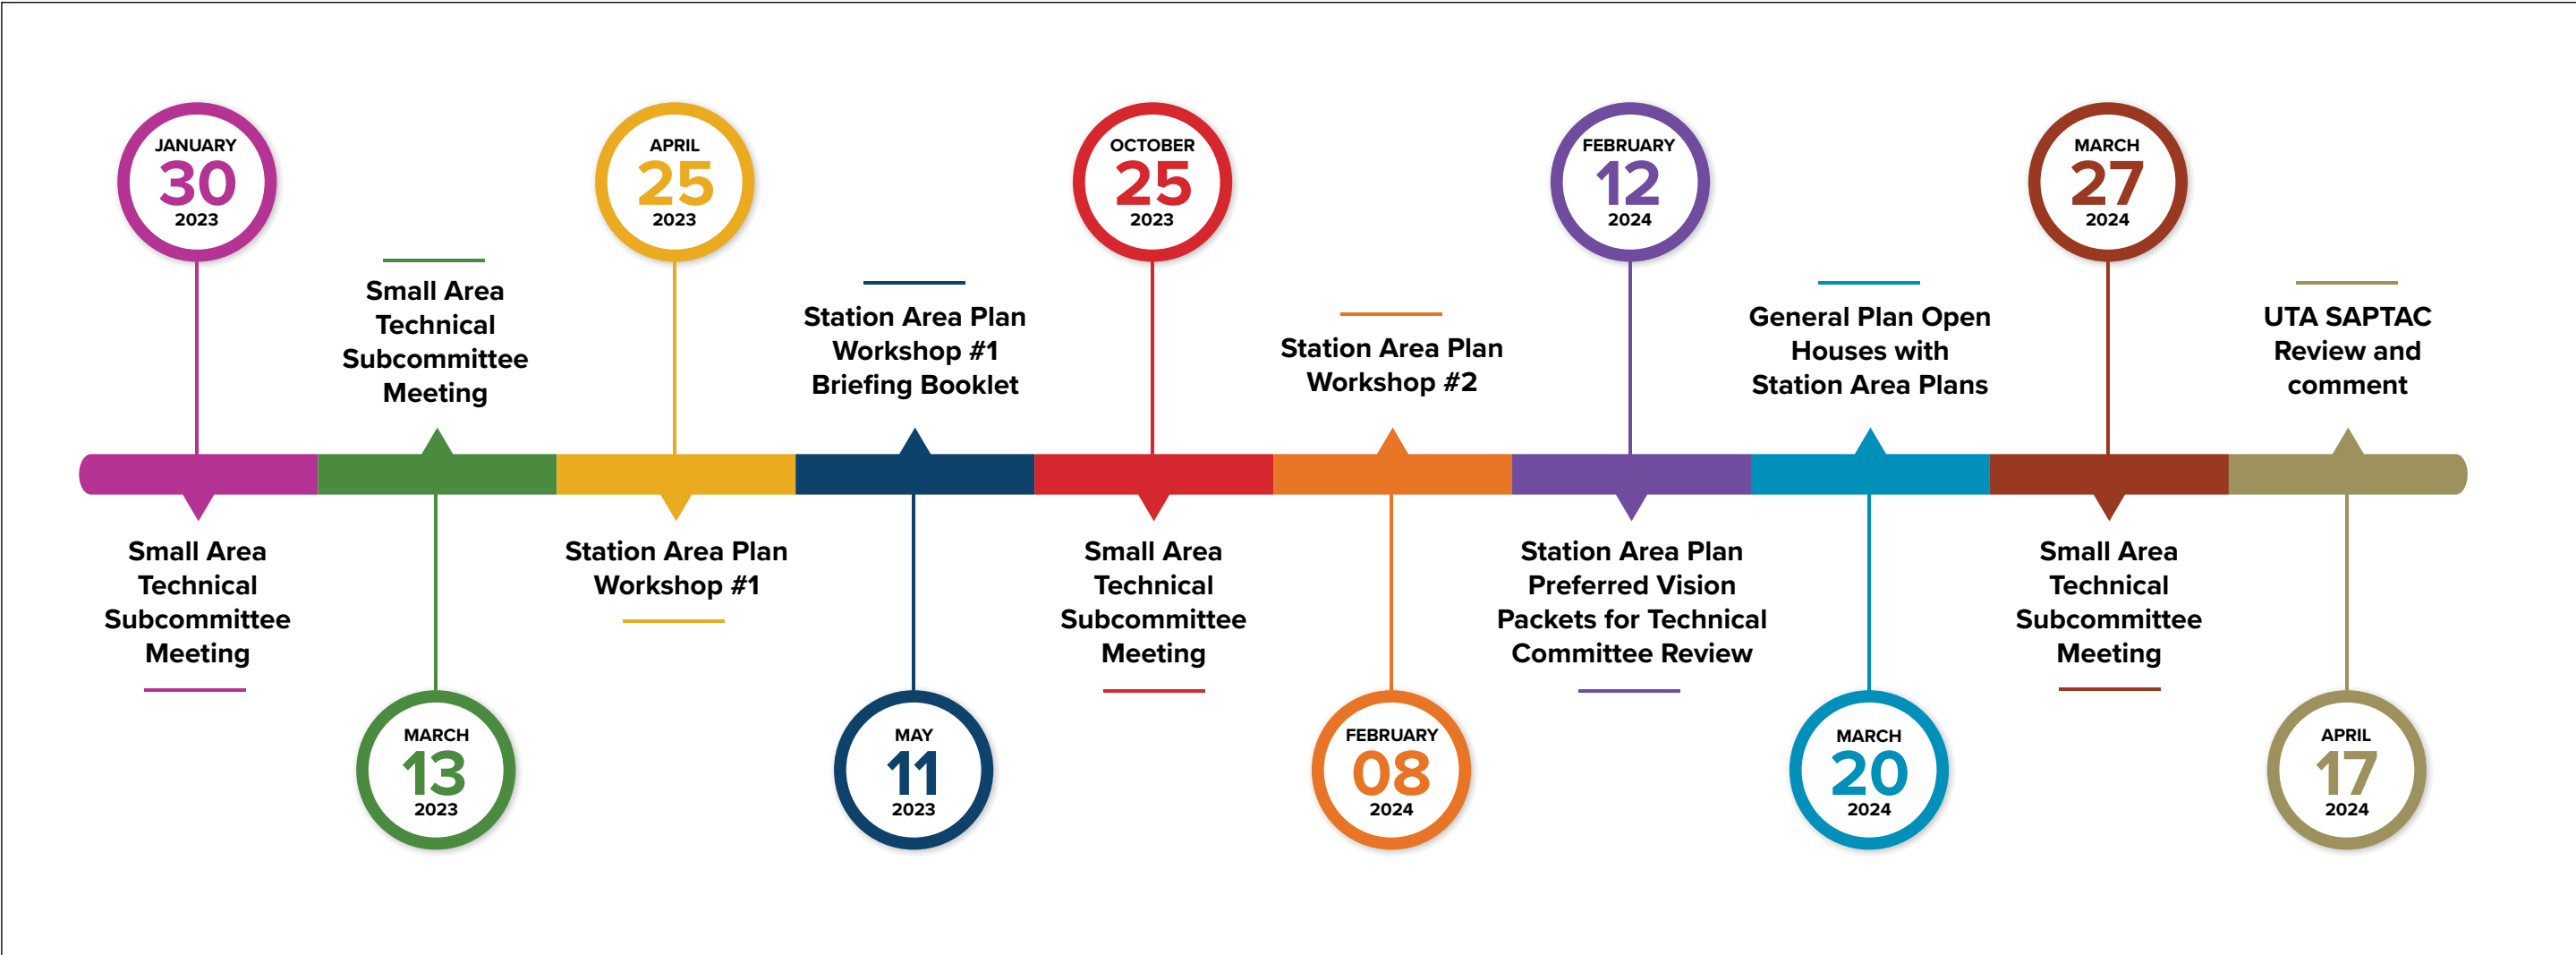 JANUARY
30
2023
Small Area
Technical
Subcommittee
Meeting
Small Area
Technical
Subcommittee
Meeting
MARCH
13
2023
APRIL
25
2023
Station Area Plan
Workshop #1
Station Area Plan
Workshop #1
Briefing Booklet
MAY
11
2023
OCTOBER
25
2023
Small Area
Technical
Subcommittee
Meeting
Station Area Plan
Workshop #2
FEBRUARY
08
2024
FEBRUARY
12
2024
Station Area Plan
Preferred Vision
Packets for Technical
Committee Review
General Plan Open
Houses with
Station Area Plans
MARCH
20
2024
MARCH
27
2024
Small Area
Technical
Subcommittee
Meeting
UTA SAPTAC
Review and
comment
APRIL
17
2024